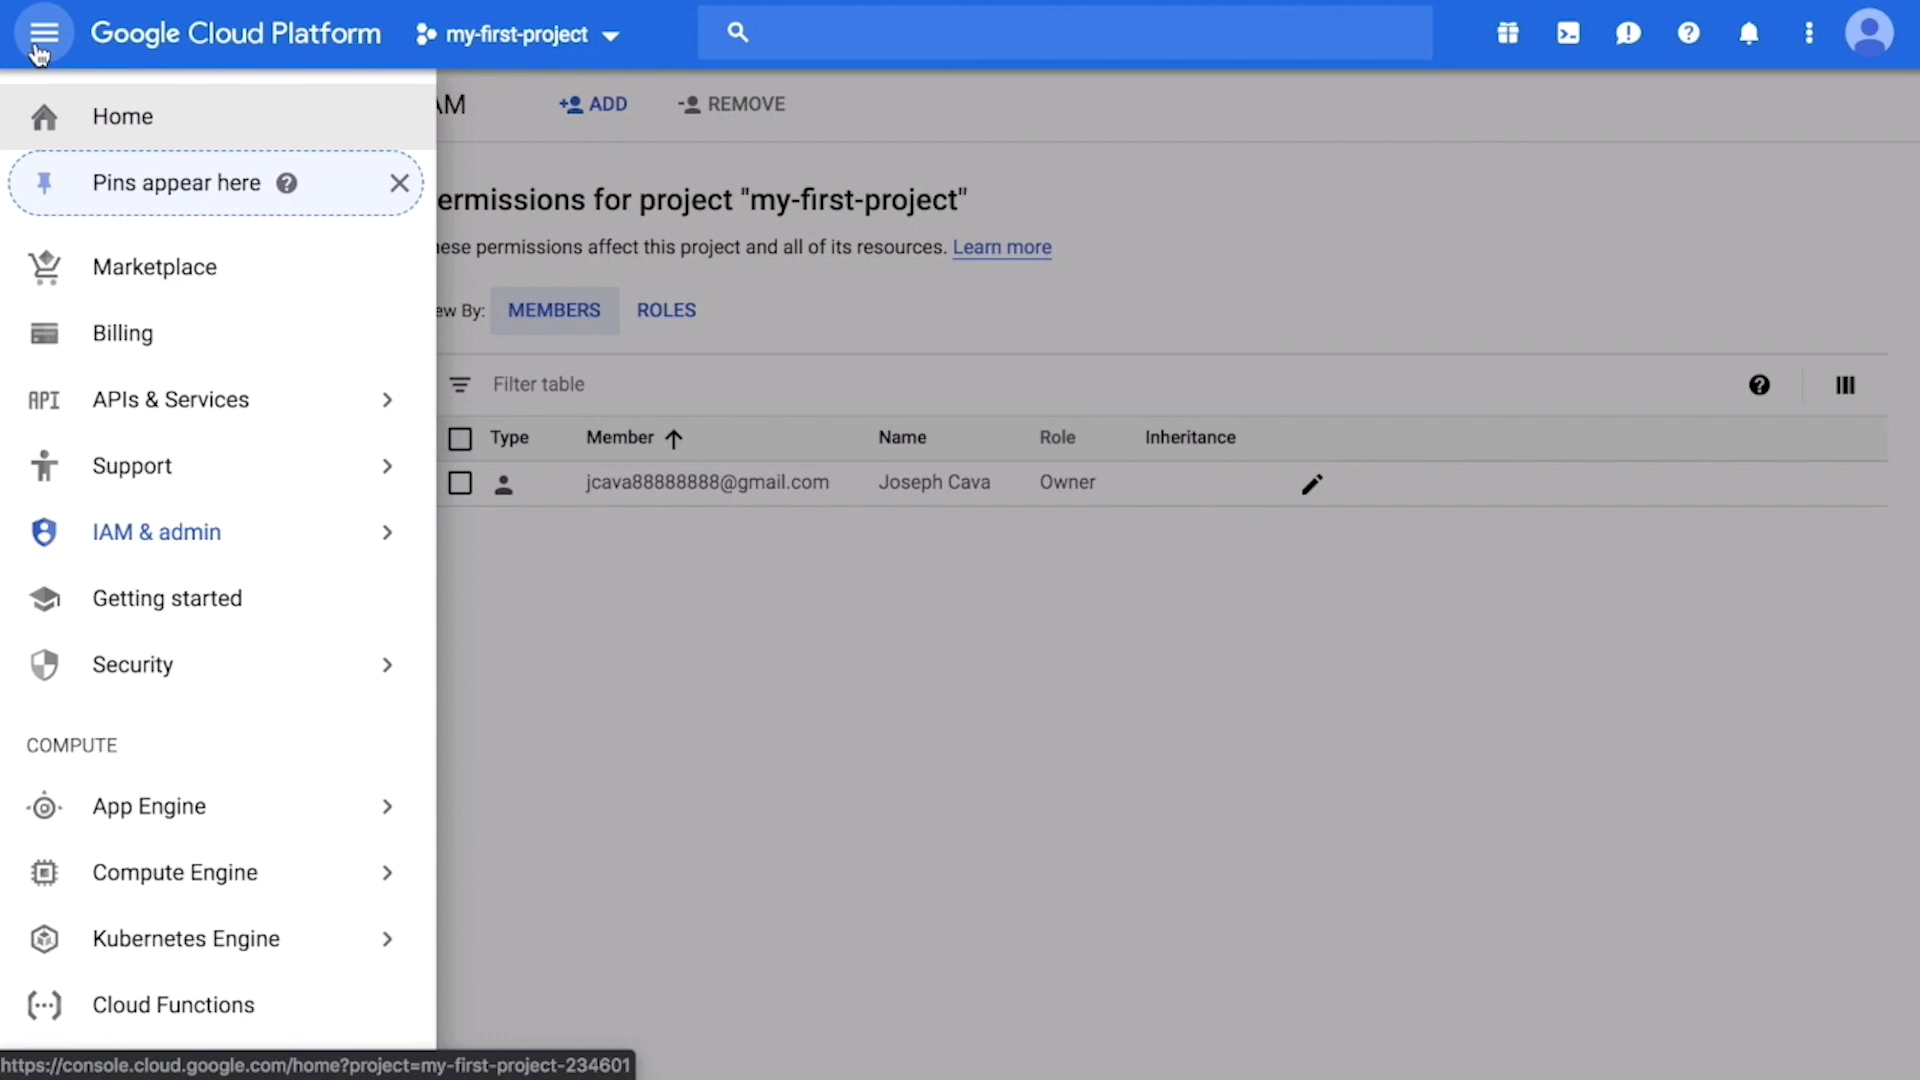 Google Cloud Platform my-first-project
Home
Pins appear here
Marketplace
Billing
API APIs & Services
Support
IAM & admin
Getting started
Security
COMPUTE
App Engine
Compute Engine
Kubernetes Engine
Cloud Functions
https://console.cloud.google.com/home?project=my-first-project-234601
AM ADD REMOVE
ermissions for project "my-first-project"
ese permissions affect this project and all of its resources. Learn more
ew By: MEMBERS ROLES
Filter table
Type Member Name Role Inheritance
jcava88888888@gmail.com Joseph Cava Owner